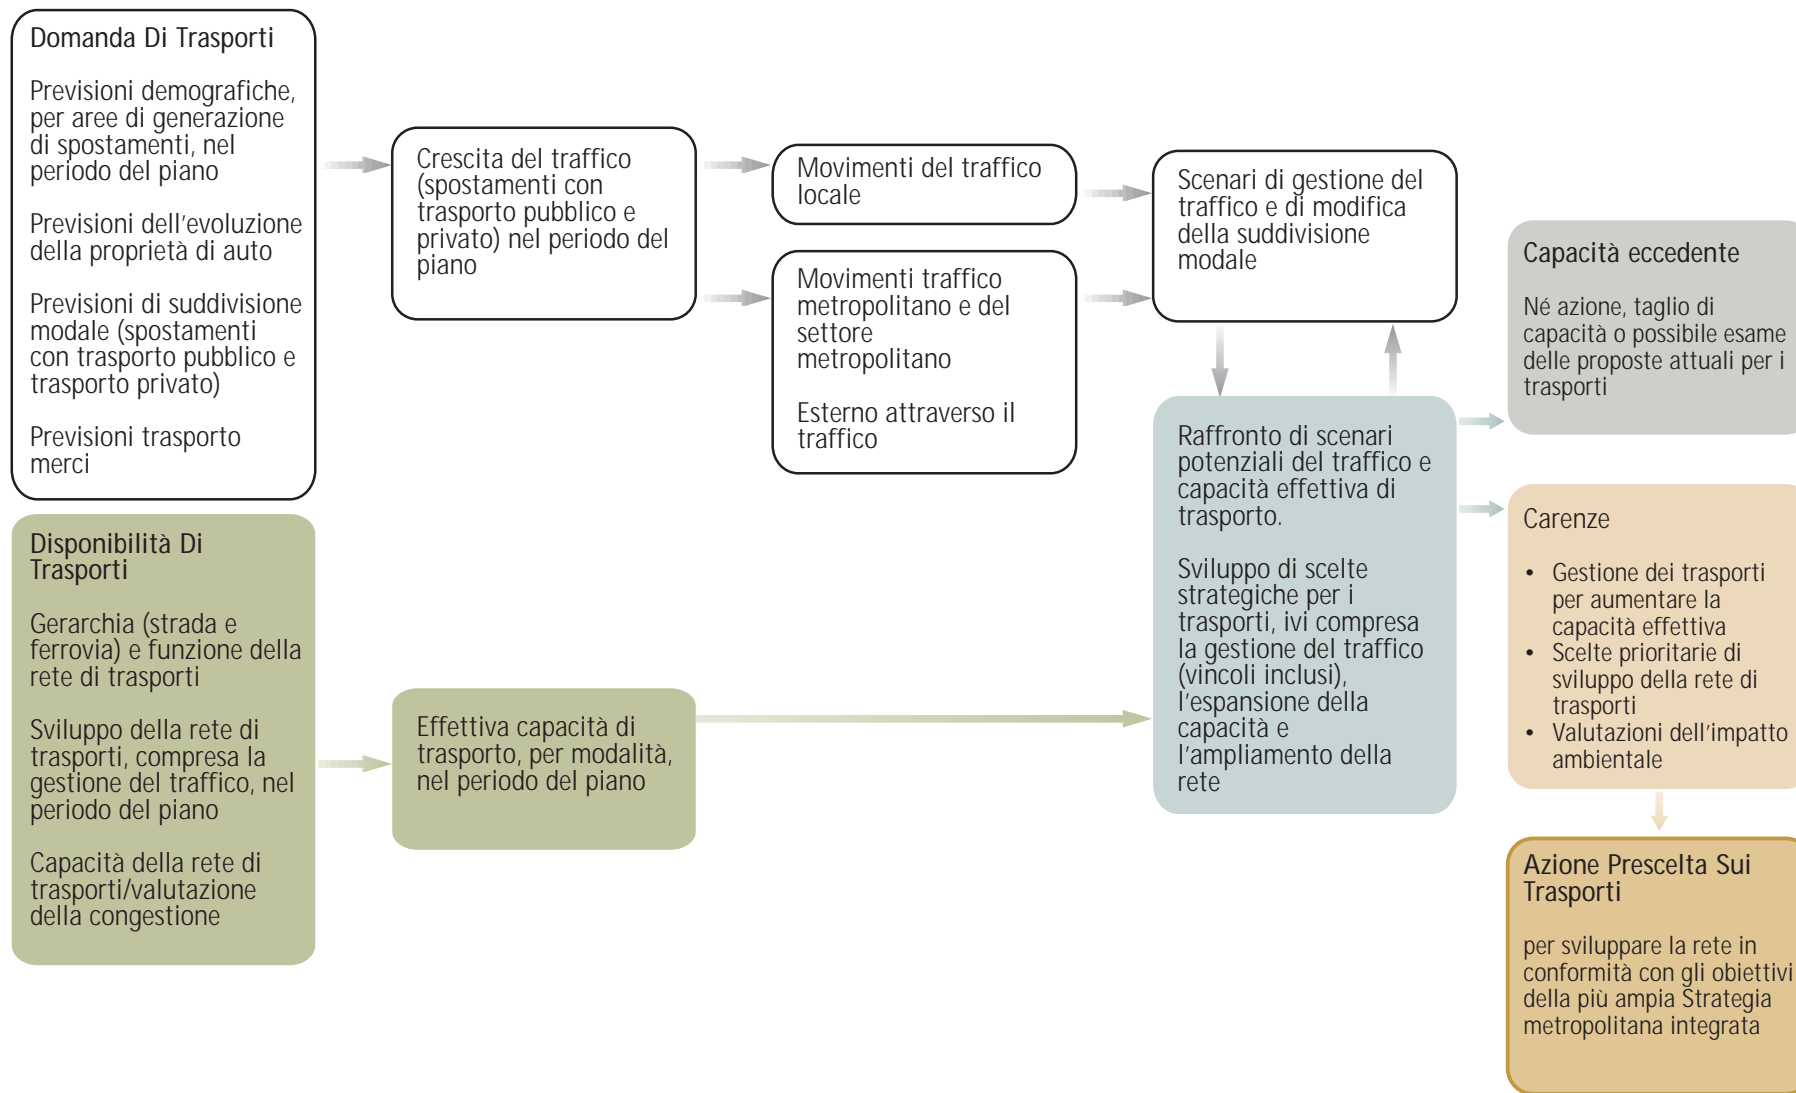 Domanda Di Trasporti
Previsioni demografiche,
per aree di generazione
di spostamenti, nel
periodo del piano
Previsioni dell'evoluzione
della proprietà di auto
Previsioni di suddivisione
modale (spostamenti
con trasporto pubblico e
trasporto privato)
Previsioni trasporto
merci
Disponibilità Di
Trasporti
Gerarchia (strada e
ferrovia) e funzione della
rete di trasporti
Sviluppo della rete di
trasporti, compresa la
gestione del traffico, nel
periodo del piano
Capacità della rete di
trasporti/valutazione
della congestione
Crescita del traffico
(spostamenti con
trasporto pubblico e
privato) nel periodo del
piano
Effettiva capacità di
trasporto, per modalità,
nel periodo del piano
Movimenti del traffico
locale
Movimenti traffico
metropolitano e del
settore
metropolitano
Esterno attraverso il
traffico
Scenari di gestione del
traffico e di modifica
della suddivisione
modale
Raffronto di scenari
potenziali del traffico e
capacità effettiva di
trasporto.
Sviluppo di scelte
strategiche per i
trasporti, ivi compresa
la gestione del traffico
(vincoli inclusi),
l'espansione della
capacità e
l'ampliamento della
rete
Capacità eccedente
Né azione, taglio di
capacità o possibile esame
delle proposte attuali per i
trasporti
Carenze
• Gestione dei trasporti
per aumentare la
capacità effettiva
• Scelte prioritarie di
sviluppo della rete di
trasporti
• Valutazioni dell'impatto
ambientale
Azione Prescelta Sui
Trasporti
per sviluppare la rete in
conformità con gli obiettivi
della più ampia Strategia
metropolitana integrata